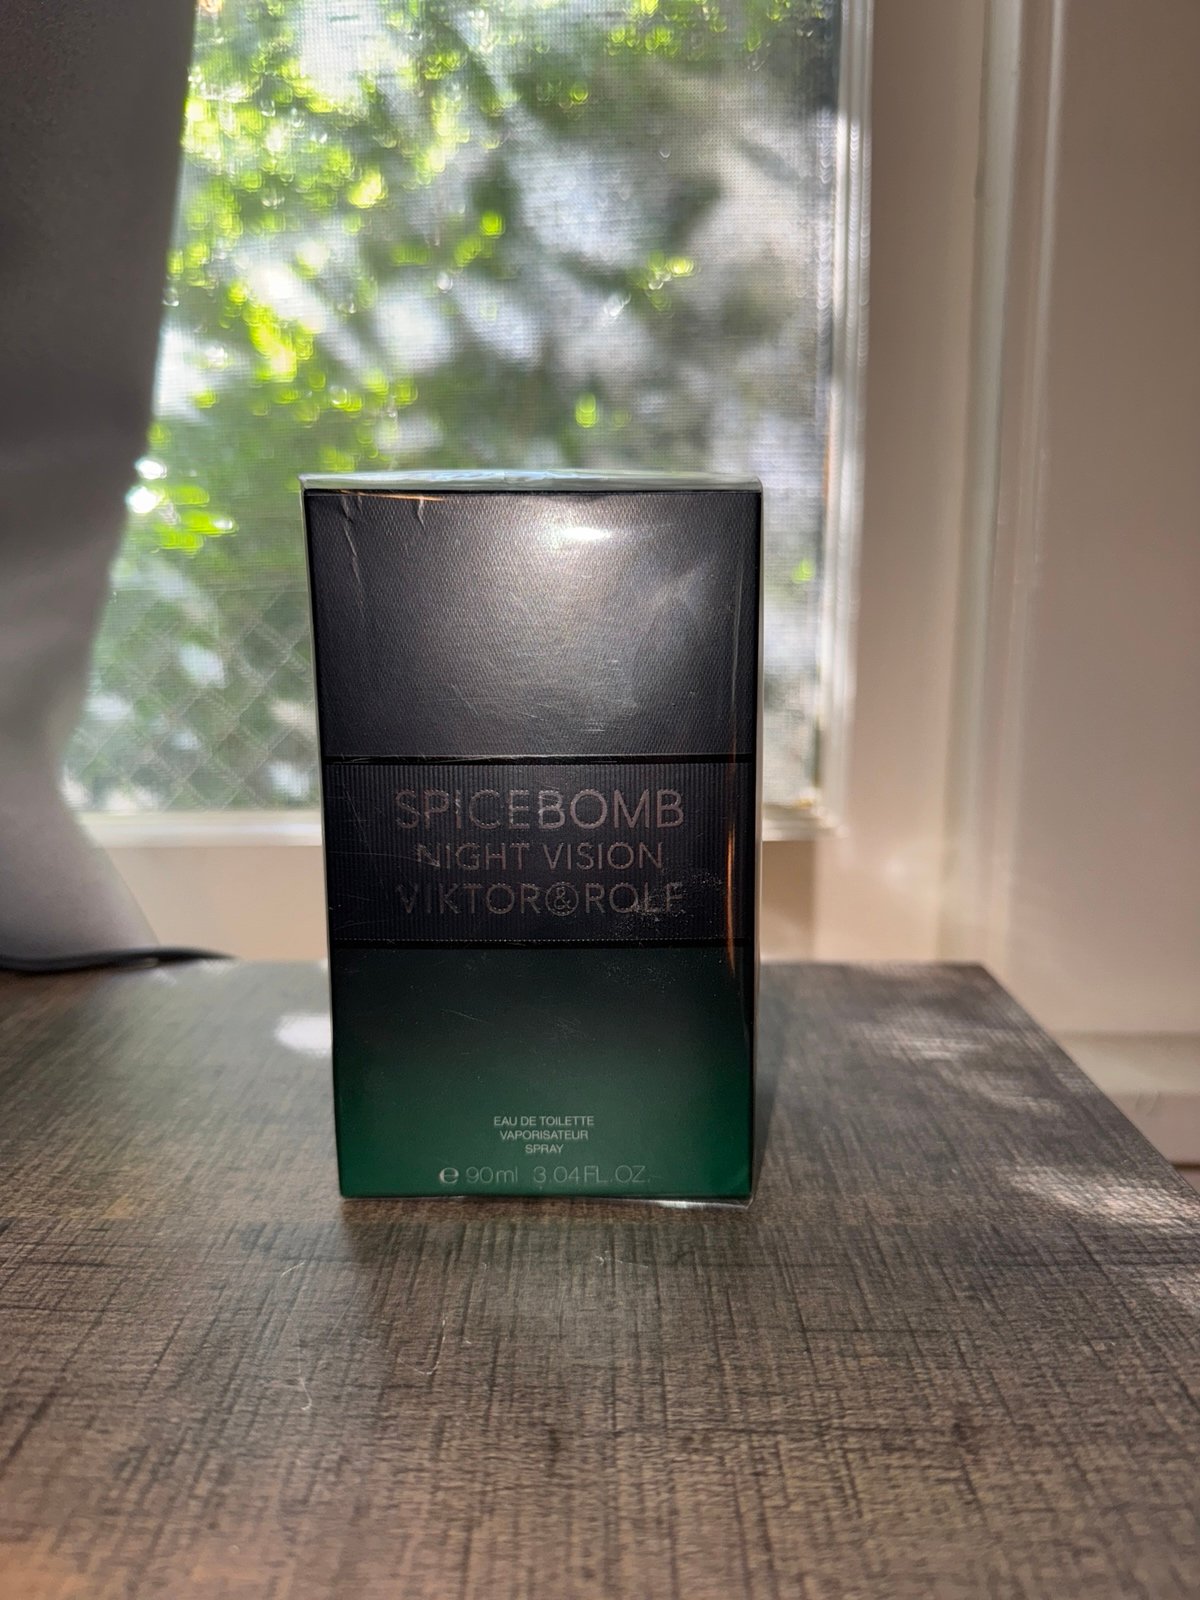 SPICEBOMB
NIGHT VISION
VIKTOR&ROLF
EAU DE TOILETTE
VAPORISATEUR
SPRAY
℮ 90ml 3.04FL.OZ.